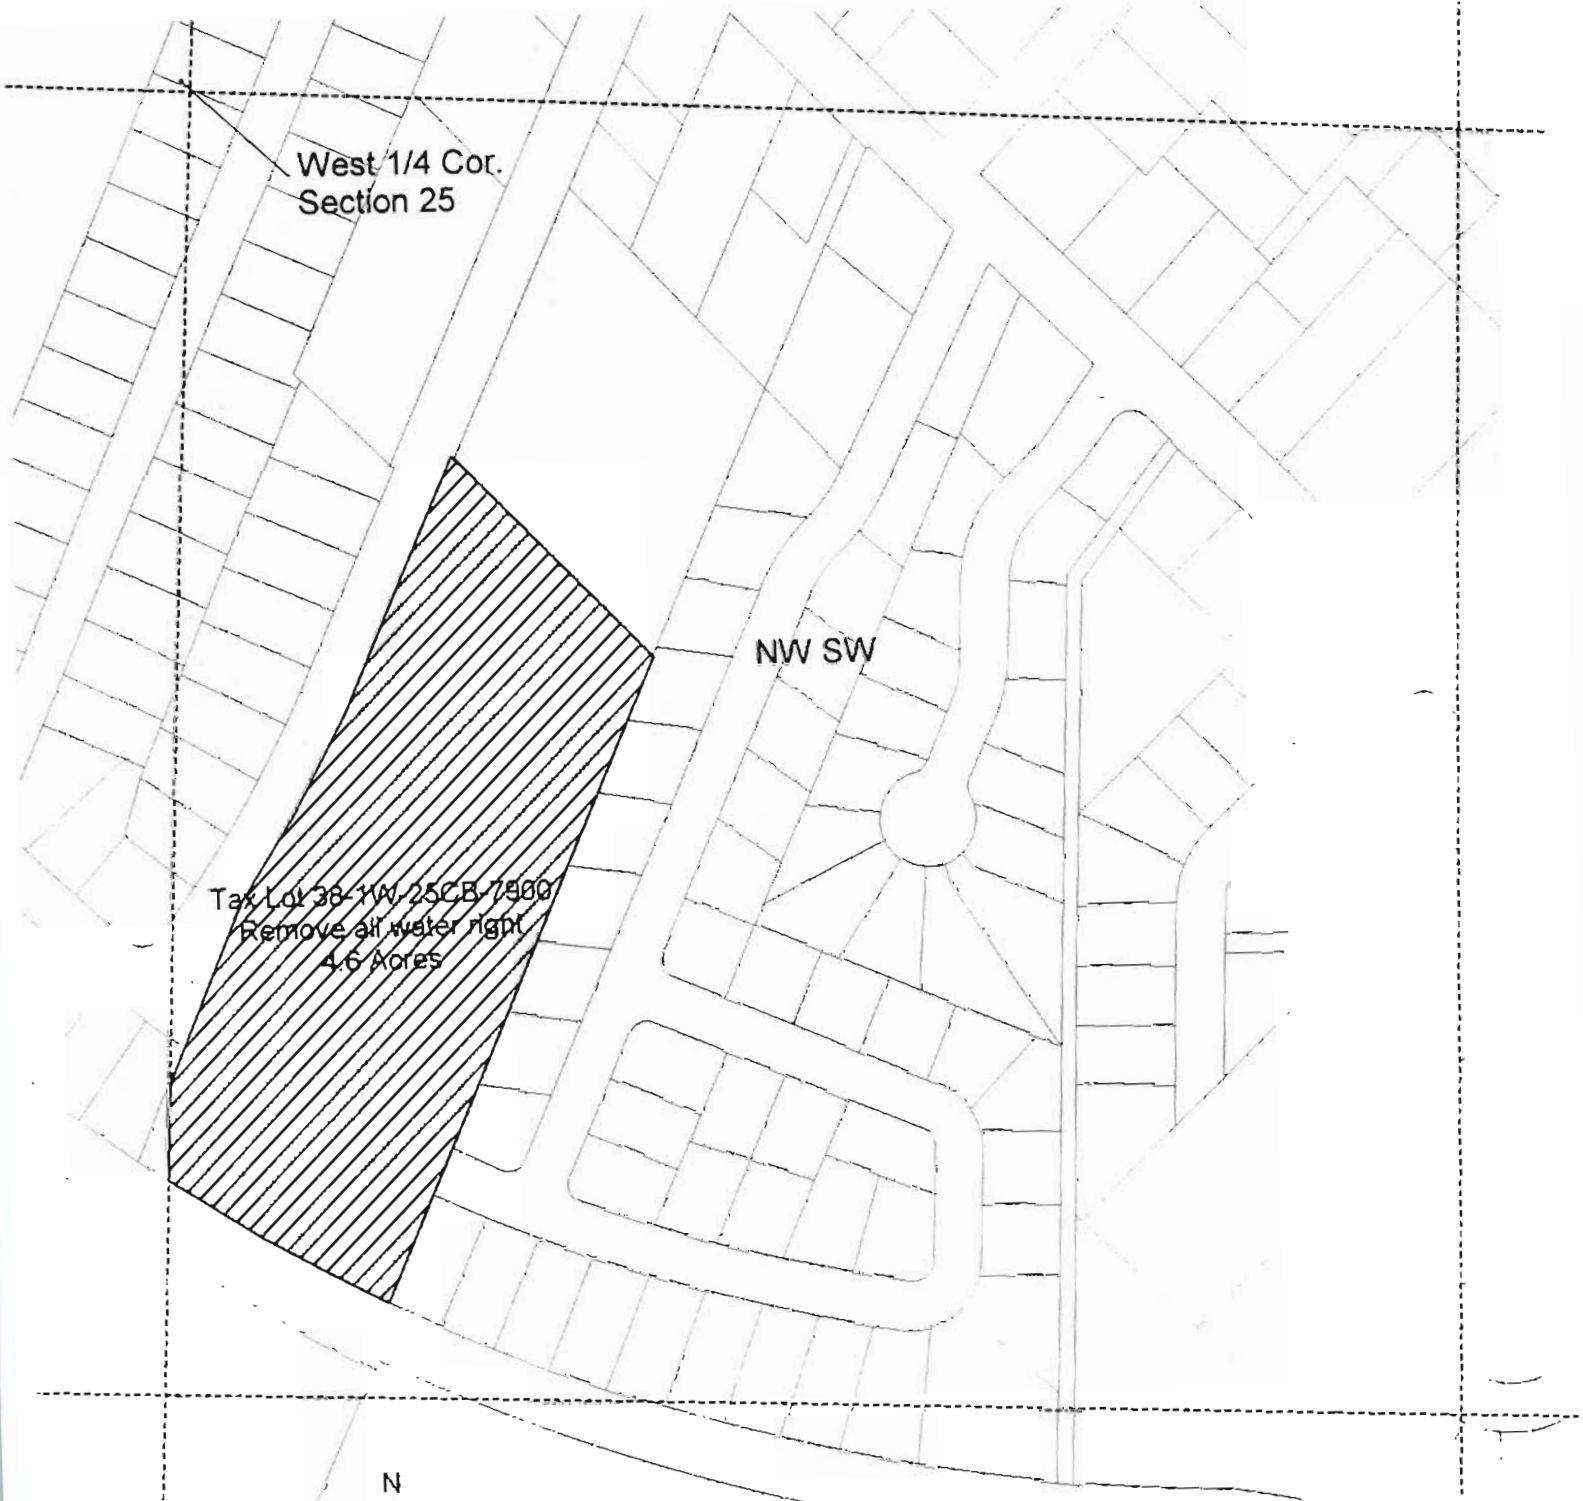 West 1/4 Cor.
Section 25
NW SW
Tax Lot 38-1W-25CB-7900
Remove all water right
4.6 Acres
N